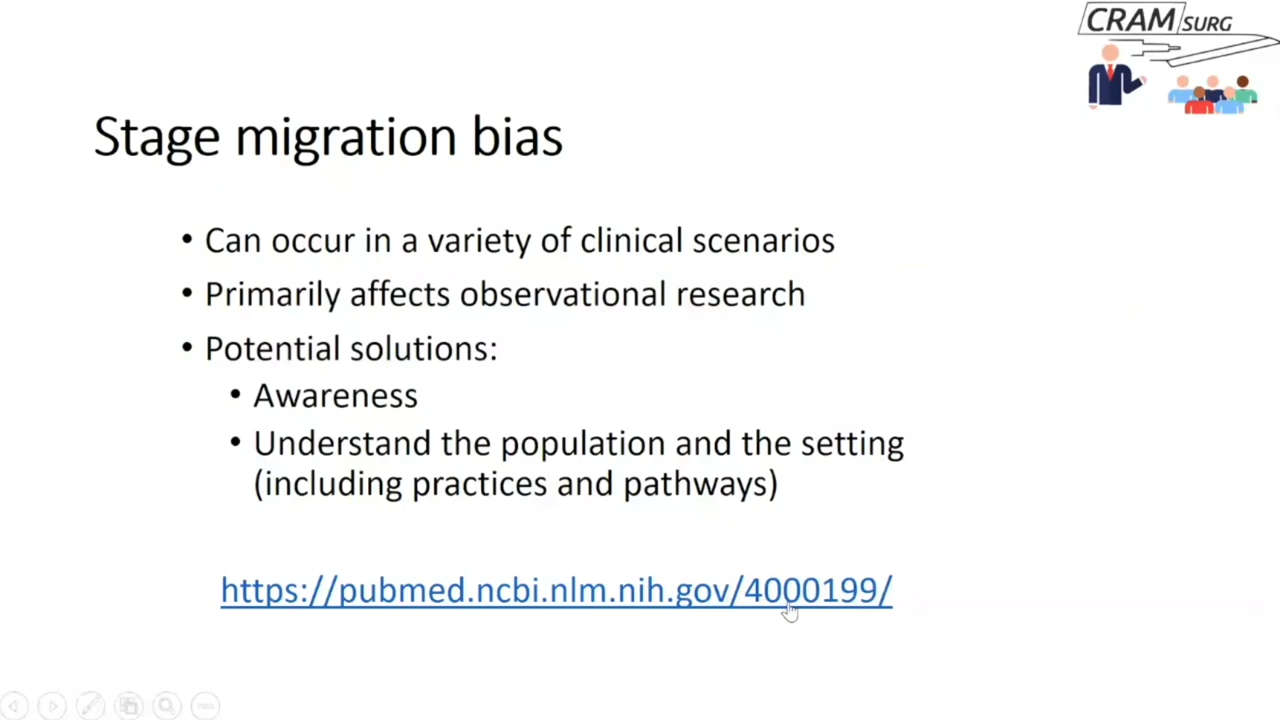 CRAM SURG
Stage migration bias
• Can occur in a variety of clinical scenarios
• Primarily affects observational research
• Potential solutions:
• Awareness
• Understand the population and the setting
(including practices and pathways)
https://pubmed.ncbi.nlm.nih.gov/4000199/